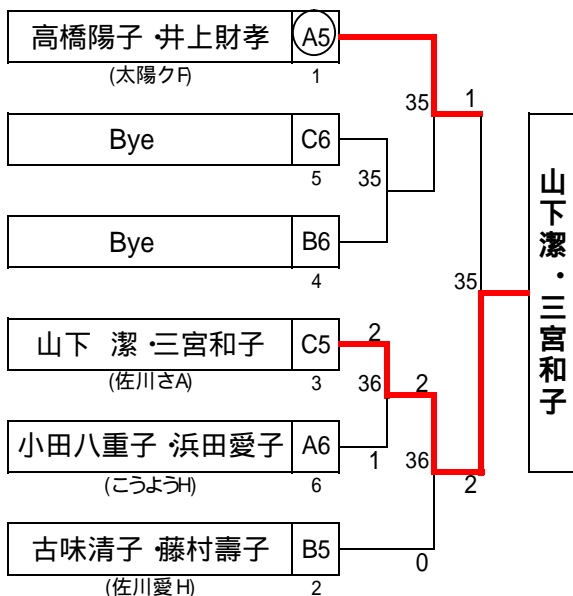 高橋陽子・井上財孝 A5
(太陽クF) 1
35 1
Bye C6
5 35
Bye B6
4
35
山下 潔・三宮和子 C5 2
(佐川さA) 3 36 2
小田八重子・浜田愛子 A6 1
(こうようH) 6 36 2
古味清子・藤村壽子 B5 0
(佐川愛H) 2
山下潔・三宮和子